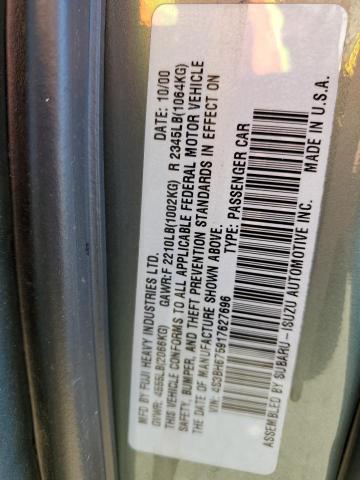 MFD BY FUJI HEAVY INDUSTRIES LTD. DATE: 10/00
GVWR: 4555LB(2066KG) GAWR:F 2210LB(1002KG) R 2345LB(1064KG)
THIS VEHICLE CONFORMS TO ALL APPLICABLE FEDERAL MOTOR VEHICLE
SAFETY, BUMPER, AND THEFT PREVENTION STANDARDS IN EFFECT ON
THE DATE OF MANUFACTURE SHOWN ABOVE.
VIN: 4S3BH675917627696 TYPE: PASSENGER CAR
ASSEMBLED BY SUBARU-ISUZU AUTOMOTIVE INC. MADE IN U.S.A.